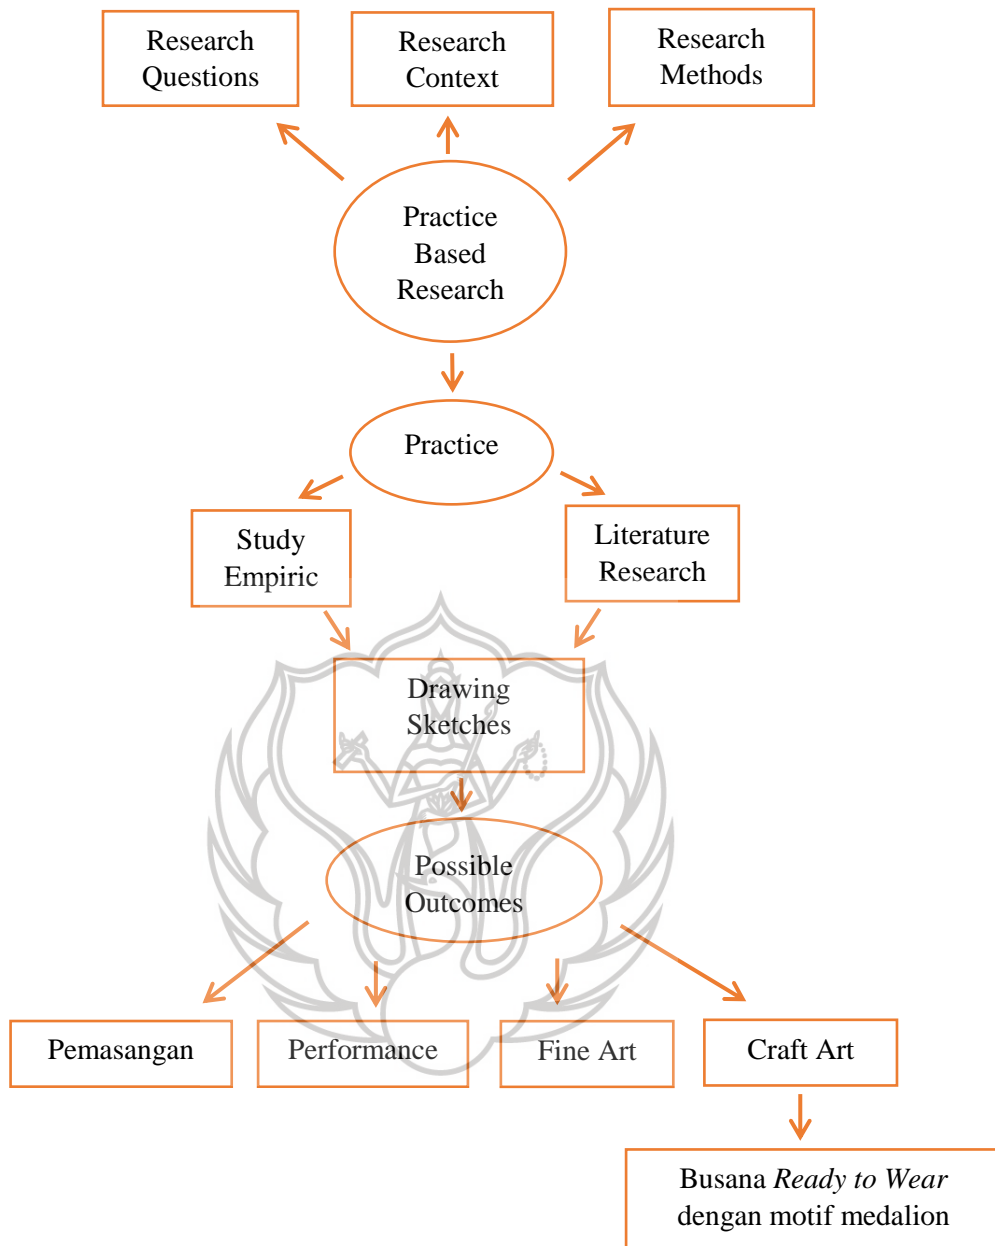 Research
Questions
Research
Context
Research
Methods
Practice
Based
Research
Practice
Study
Empiric
Literature
Research
Drawing
Sketches
Possible
Outcomes
Pemasangan
Performance
Fine Art
Craft Art
Busana Ready to Wear
dengan motif medalion